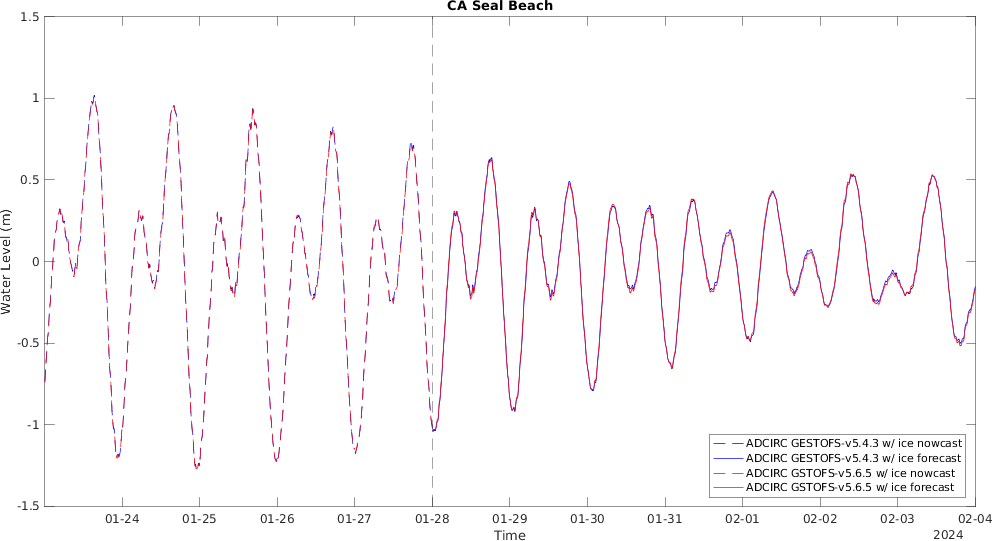 CA Seal Beach
1.5
1
0.5
0
-0.5
-1
-1.5
Water Level (m)
01-24 01-25 01-26 01-27 01-28 01-29 01-30 01-31 02-01 02-02 02-03 02-04
Time
2024
ADCIRC GESTOFS-v5.4.3 w/ ice nowcast
ADCIRC GESTOFS-v5.4.3 w/ ice forecast
ADCIRC GSTOFS-v5.6.5 w/ ice nowcast
ADCIRC GSTOFS-v5.6.5 w/ ice forecast